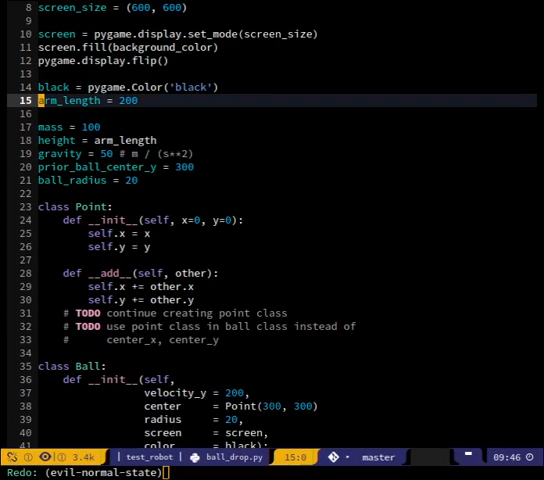 8 screen_size = (600, 600)
9
10 screen = pygame.display.set_mode(screen_size)
11 screen.fill(background_color)
12 pygame.display.flip()
13
14 black = pygame.Color('black')
15 arm_length = 200
16
17 mass = 100
18 height = arm_length
19 gravity = 50 # m / (s**2)
20 prior_ball_center_y = 300
21 ball_radius = 20
22
23 class Point:
24     def __init__(self, x=0, y=0):
25         self.x = x
26         self.y = y
27
28     def __add__(self, other):
29         self.x += other.x
30         self.y += other.y
31     # TODO continue creating point class
32     # TODO use point class in ball class instead of
33     #      center_x, center_y
34
35 class Ball:
36     def __init__(self,
37                  velocity_y = 200,
38                  center     = Point(300, 300)
39                  radius     = 20,
40                  screen     = screen,
41                  color      = black):
3.4k | test_robot ball_drop.py 15:0 master 09:46
Redo: (evil-normal-state)